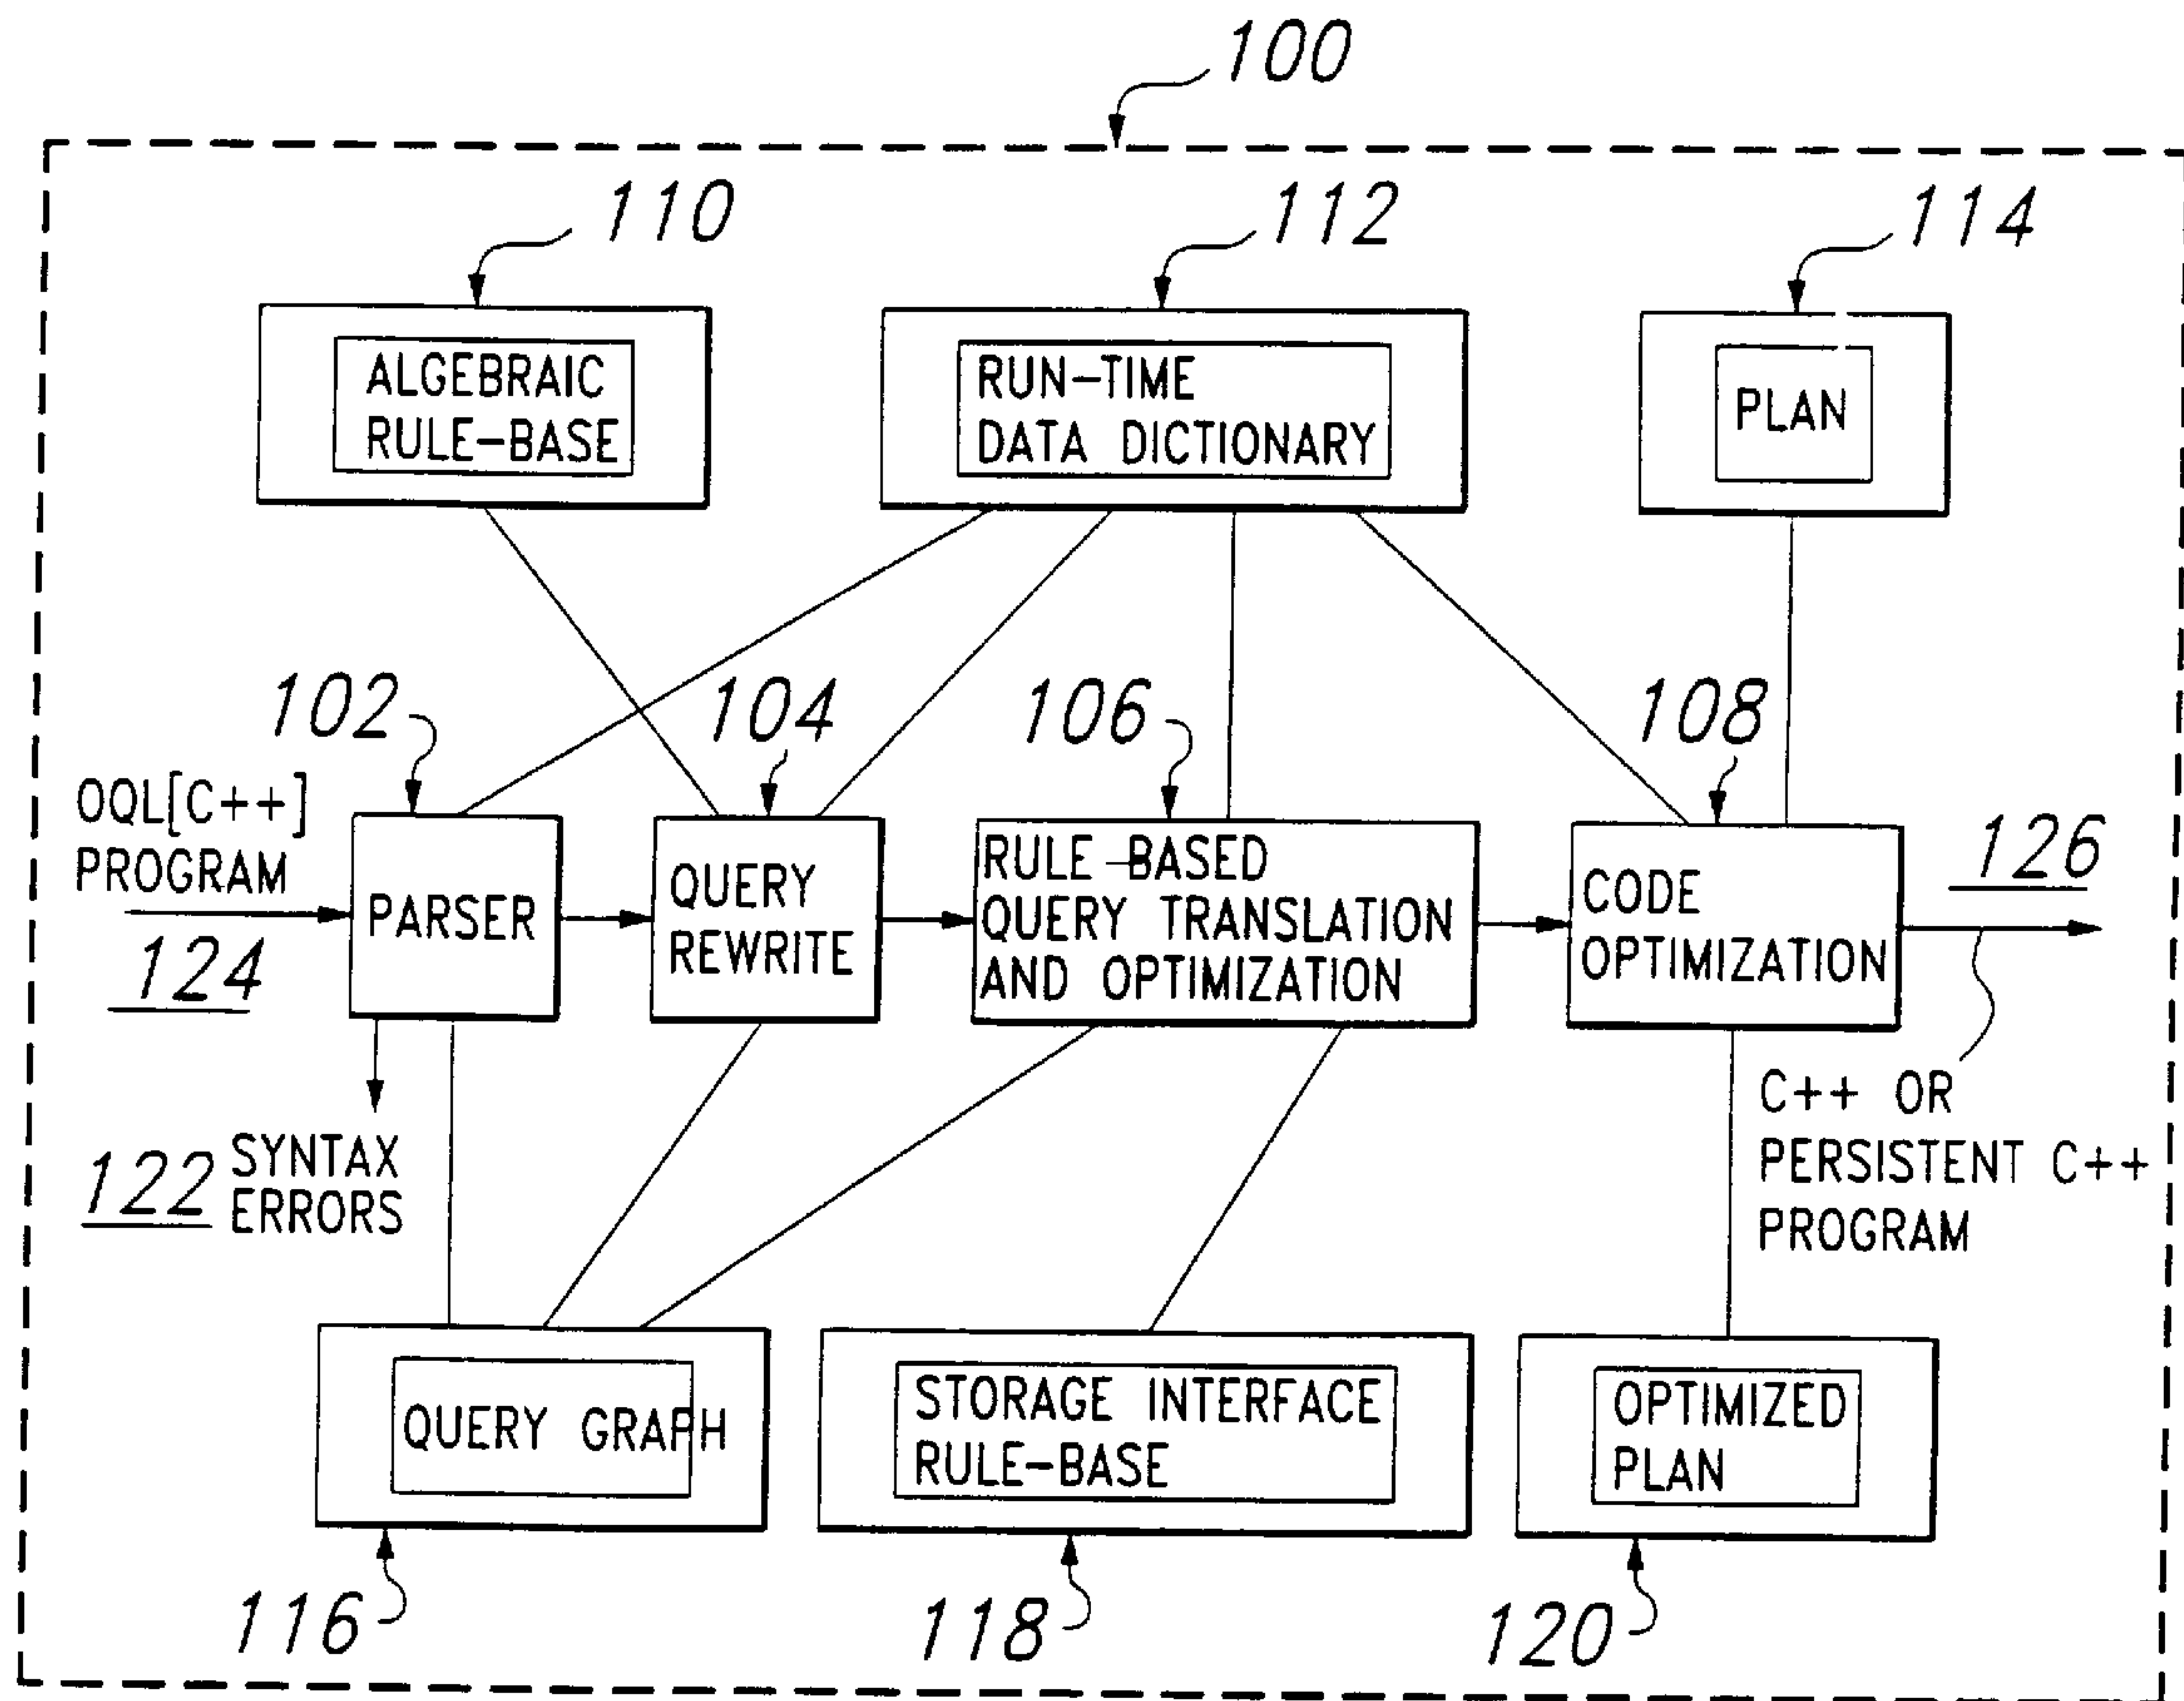 100
110
112
114
ALGEBRAIC
RULE-BASE
RUN-TIME
DATA DICTIONARY
PLAN
102
104
106
108
OQL[C++]
PROGRAM
124
PARSER
QUERY
REWRITE
RULE-BASED
QUERY TRANSLATION
AND OPTIMIZATION
CODE
OPTIMIZATION
126
122
SYNTAX
ERRORS
C++ OR
PERSISTENT C++
PROGRAM
QUERY GRAPH
STORAGE INTERFACE
RULE-BASE
OPTIMIZED
PLAN
116
118
120